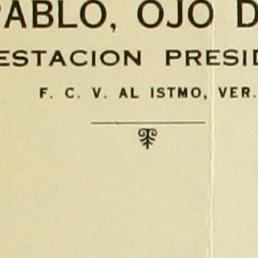 PABLO, OJO D
ESTACION PRESID
F. C. V. AL ISTMO, VER.